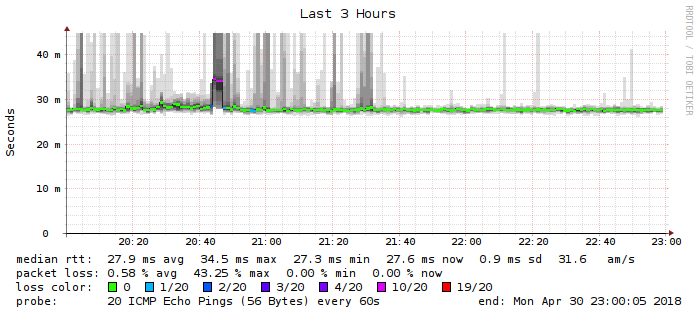 Last 3 Hours
RRDTOOL / TOBI OETIKER
Seconds
40 m
30 m
20 m
10 m
0
20:20 20:40 21:00 21:20 21:40 22:00 22:20 22:40 23:00
median rtt: 27.9 ms avg 34.5 ms max 27.3 ms min 27.6 ms now 0.9 ms sd 31.6 am/s
packet loss: 0.58 % avg 43.25 % max 0.00 % min 0.00 % now
loss color: 0 1/20 2/20 3/20 4/20 10/20 19/20
probe: 20 ICMP Echo Pings (56 Bytes) every 60s end: Mon Apr 30 23:00:05 2018